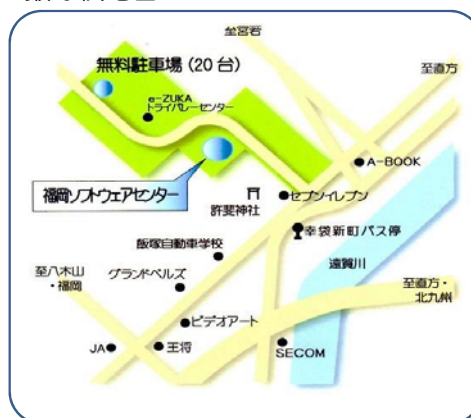 至宮若
無料駐車場(20台)
至直方
e-ZUKA
トライバレーセンター
A-BOOK
福岡ソフトウェアセンター
セブンイレブン
許斐神社
幸袋新町バス停
飯塚自動車学校
遠賀川
至八木山
・福岡
グランドベルズ
至直方・
北九州
ビデオアート
JA
王将
SECOM